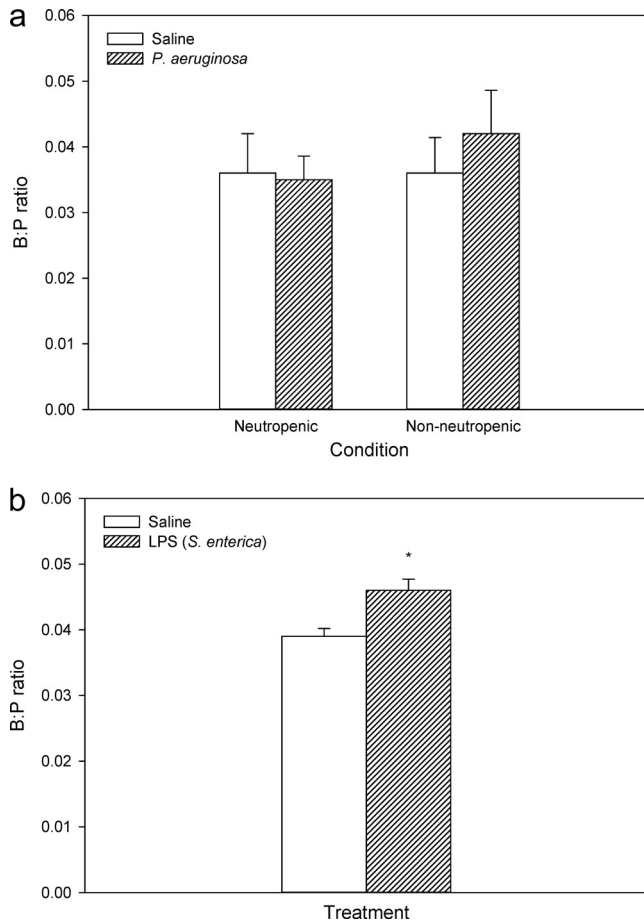 a
0.06
Saline
P. aeruginosa
0.05
0.04
0.03
0.02
0.01
0.00
B:P ratio
Neutropenic Non-neutropenic
Condition
b
0.06
Saline
LPS (S. enterica)
*
0.05
0.04
0.03
0.02
0.01
0.00
B:P ratio
Treatment